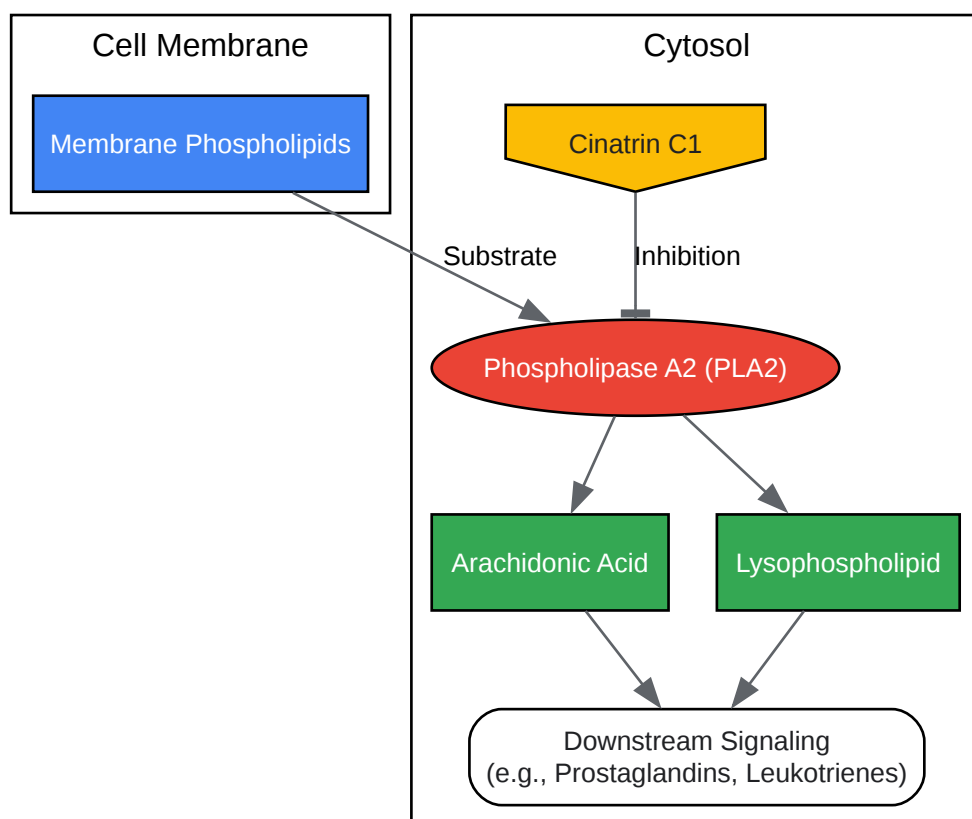 Cell Membrane
Cytosol
Membrane Phospholipids
Cinatrin C1
Substrate
Inhibition
Phospholipase A2 (PLA2)
Arachidonic Acid
Lysophospholipid
Downstream Signaling
(e.g., Prostaglandins, Leukotrienes)